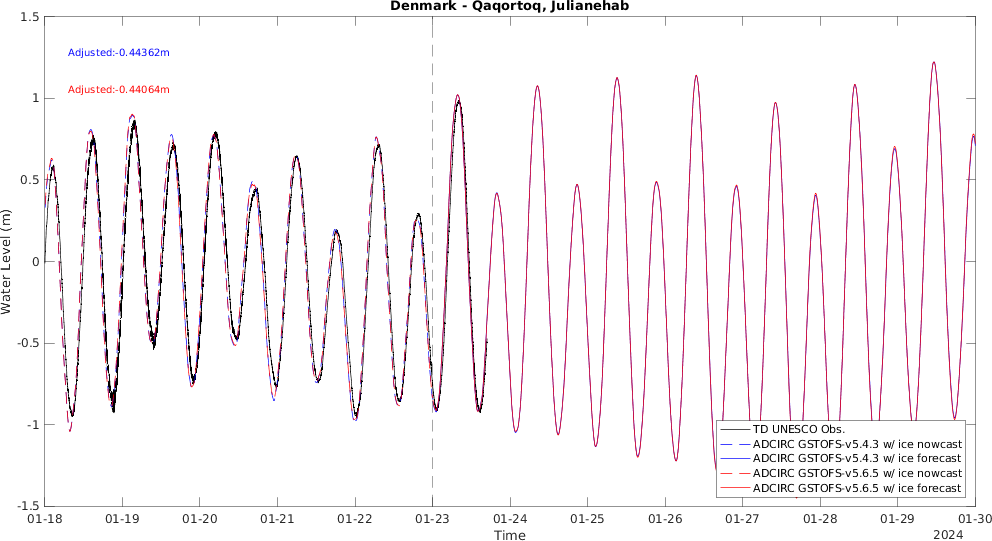 Denmark - Qaqortoq, Julianehab
1.5
1
0.5
0
-0.5
-1
-1.5
Water Level (m)
Adjusted:-0.44362m
Adjusted:-0.44064m
TD UNESCO Obs.
ADCIRC GSTOFS-v5.4.3 w/ ice nowcast
ADCIRC GSTOFS-v5.4.3 w/ ice forecast
ADCIRC GSTOFS-v5.6.5 w/ ice nowcast
ADCIRC GSTOFS-v5.6.5 w/ ice forecast
01-18 01-19 01-20 01-21 01-22 01-23 01-24 01-25 01-26 01-27 01-28 01-29 01-30
Time
2024